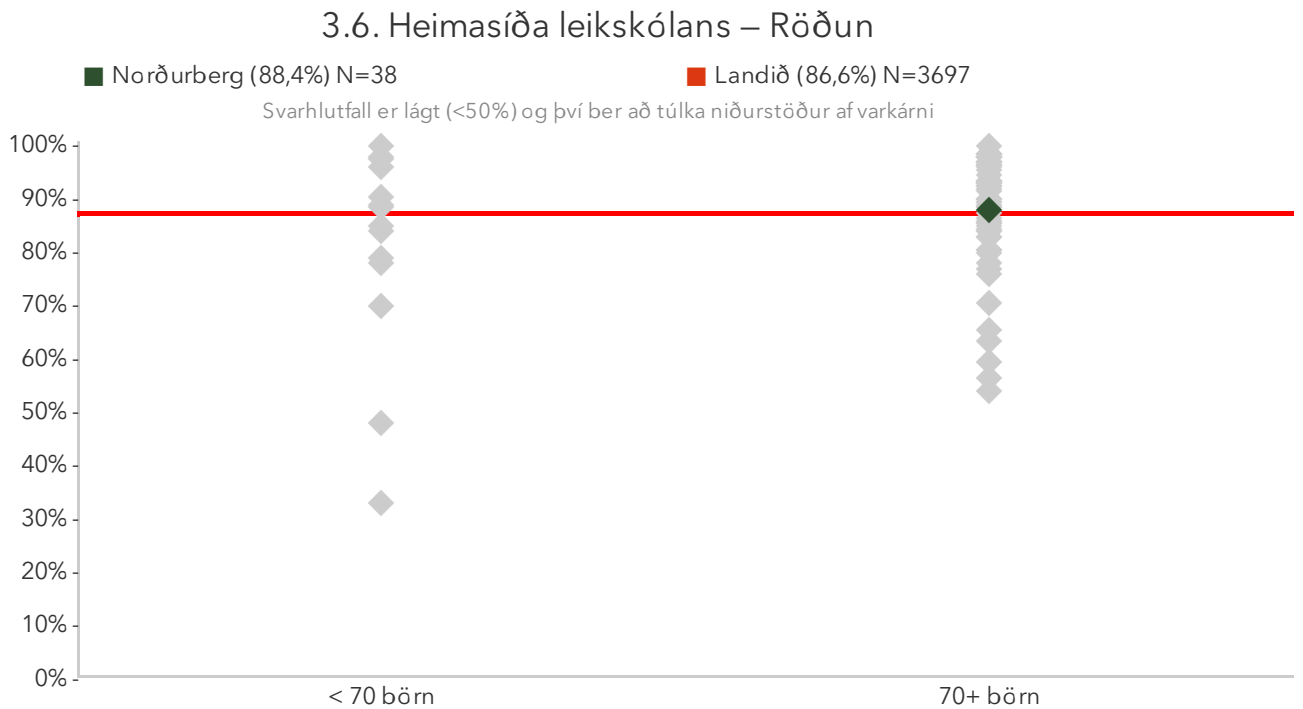 3.6. Heimasíða leikskólans – Röðun
Norðurberg (88,4%) N=38
Landið (86,6%) N=3697
Svarhlutfall er lágt (<50%) og því ber að túlka niðurstöður af varkárni
100%
90%
80%
70%
60%
50%
40%
30%
20%
10%
0%
< 70 börn
70+ börn